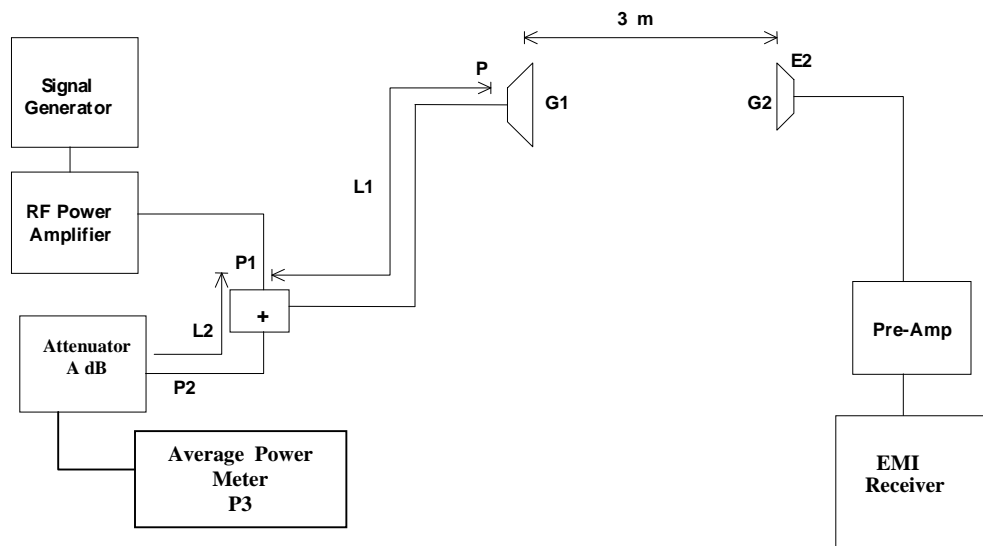 3 m
Signal
Generator
P
G1
E2
G2
L1
RF Power
Amplifier
P1
+
L2
Attenuator
A dB
P2
Pre-Amp
Average Power
Meter
P3
EMI
Receiver